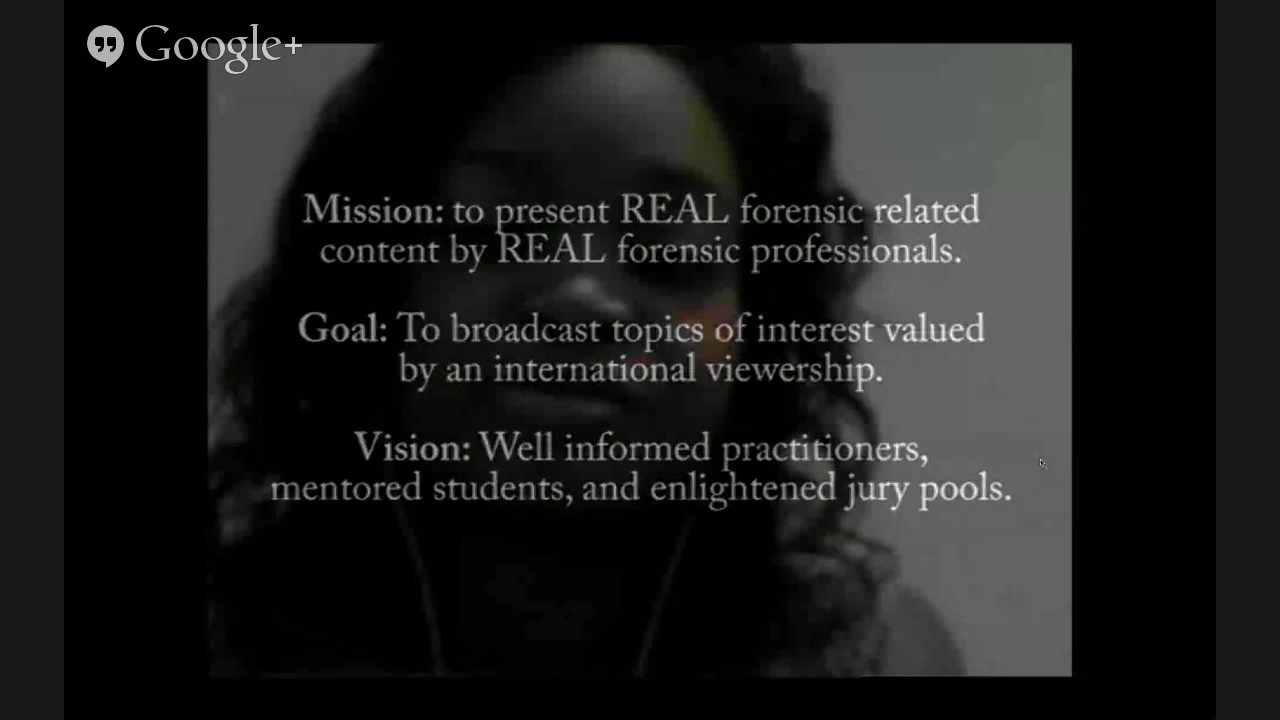 Google+
Mission: to present REAL forensic related
content by REAL forensic professionals.
Goal: To broadcast topics of interest valued
by an international viewership.
Vision: Well informed practitioners,
mentored students, and enlightened jury pools.